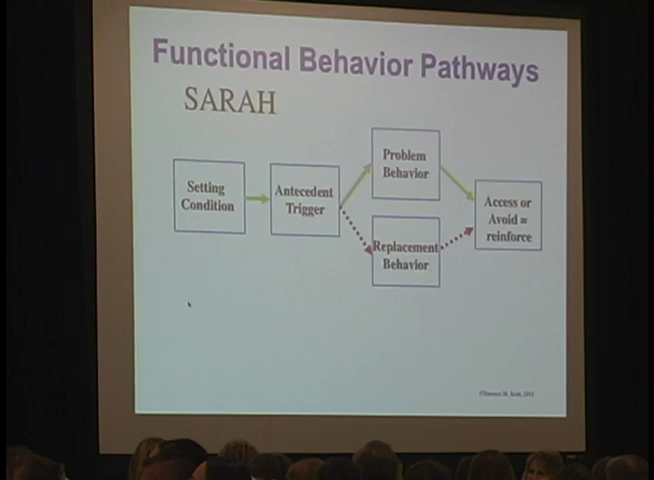 Functional Behavior Pathways
SARAH
Setting
Condition
Antecedent
Trigger
Problem
Behavior
Replacement
Behavior
Access or
Avoid =
reinforce